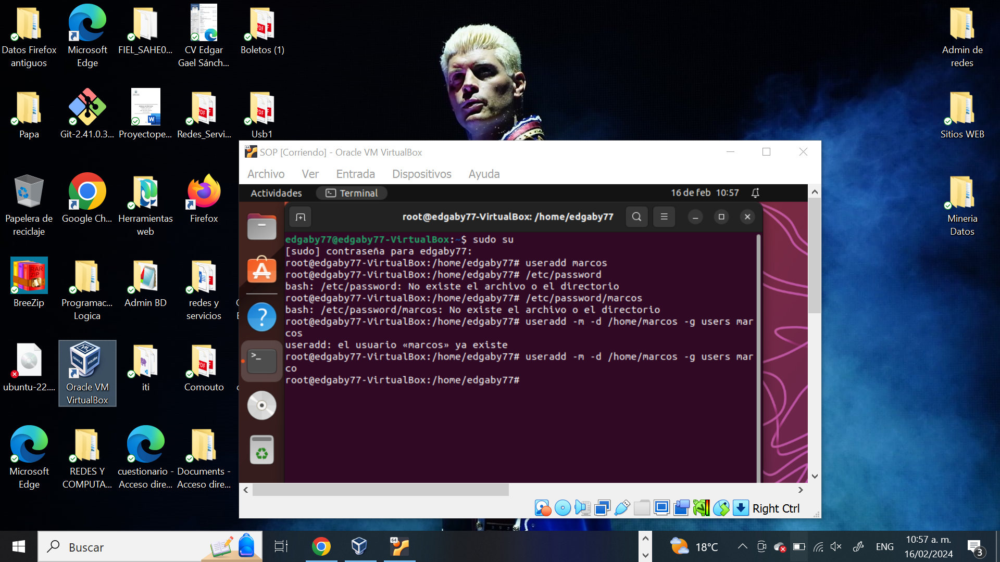 Datos Firefox
antiguos
Microsoft
Edge
FIEL_SAHE0...
CV Edgar
Gael Sánch...
Boletos (1)
Admin de
redes
Papa
Git-2.41.0.3...
Proyectope...
Redes_Servi...
Usb1
Sitios WEB
Papelera de
reciclaje
Google Ch...
Herramientas
web
Firefox
Mineria
Datos
BreeZip
Programac...
Logica
Admin BD
redes y
servicios
ubuntu-22....
Oracle VM
VirtualBox
iti
Comouto
Microsoft
Edge
REDES Y
COMPUTA...
cuestionario -
Acceso dire...
Documents -
Acceso dire...
SOP [Corriendo] - Oracle VM VirtualBox
Archivo Ver Entrada Dispositivos Ayuda
Actividades Terminal 16 de feb 10:57
root@edgaby77-VirtualBox: /home/edgaby77
edgaby77@edgaby77-VirtualBox:~$ sudo su
[sudo] contraseña para edgaby77:
root@edgaby77-VirtualBox:/home/edgaby77# useradd marcos
root@edgaby77-VirtualBox:/home/edgaby77# /etc/password
bash: /etc/password: No existe el archivo o el directorio
root@edgaby77-VirtualBox:/home/edgaby77# /etc/password/marcos
bash: /etc/password/marcos: No existe el archivo o el directorio
root@edgaby77-VirtualBox:/home/edgaby77# useradd -m -d /home/marcos -g users mar
cos
useradd: el usuario «marcos» ya existe
root@edgaby77-VirtualBox:/home/edgaby77# useradd -m -d /home/marcos -g users mar
co
root@edgaby77-VirtualBox:/home/edgaby77#
Right Ctrl
Buscar
64
18°C
ENG
10:57 a. m.
16/02/2024
3